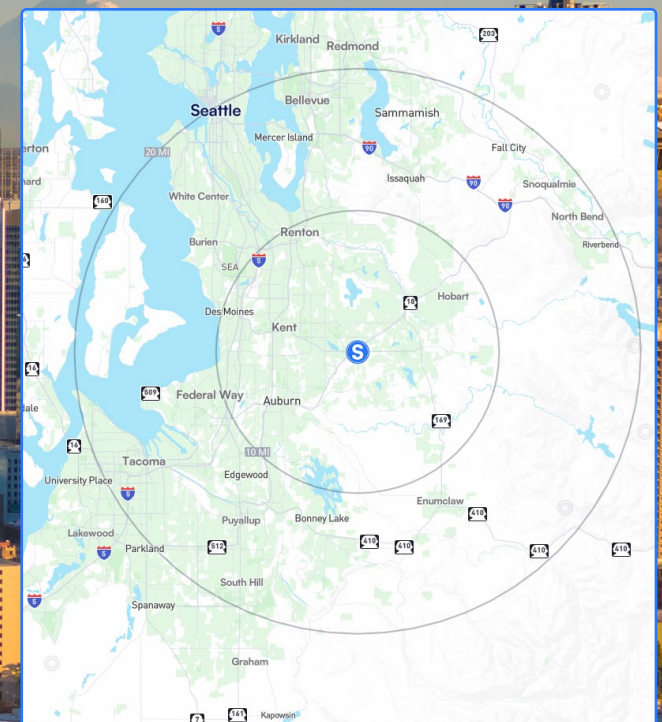 5
203
Kirkland
Redmond
Bellevue
Seattle
Sammamish
Mercer Island
erton
20 MI
90
Fall City
nard
Issaquah
90
Snoqualmie
160
White Center
90
North Bend
Renton
Burien
Riverbend
5
SEA
Hobart
18
Des Moines
Kent
S
16
509
Federal Way
Auburn
dale
169
16
10 MI
Tacoma
Edgewood
University Place
5
Enumclaw
Puyallup
Bonney Lake
410
Lakewood
5
Parkland
512
410
410
410
410
South Hill
5
Spanaway
Graham
161
Kapowsin
7